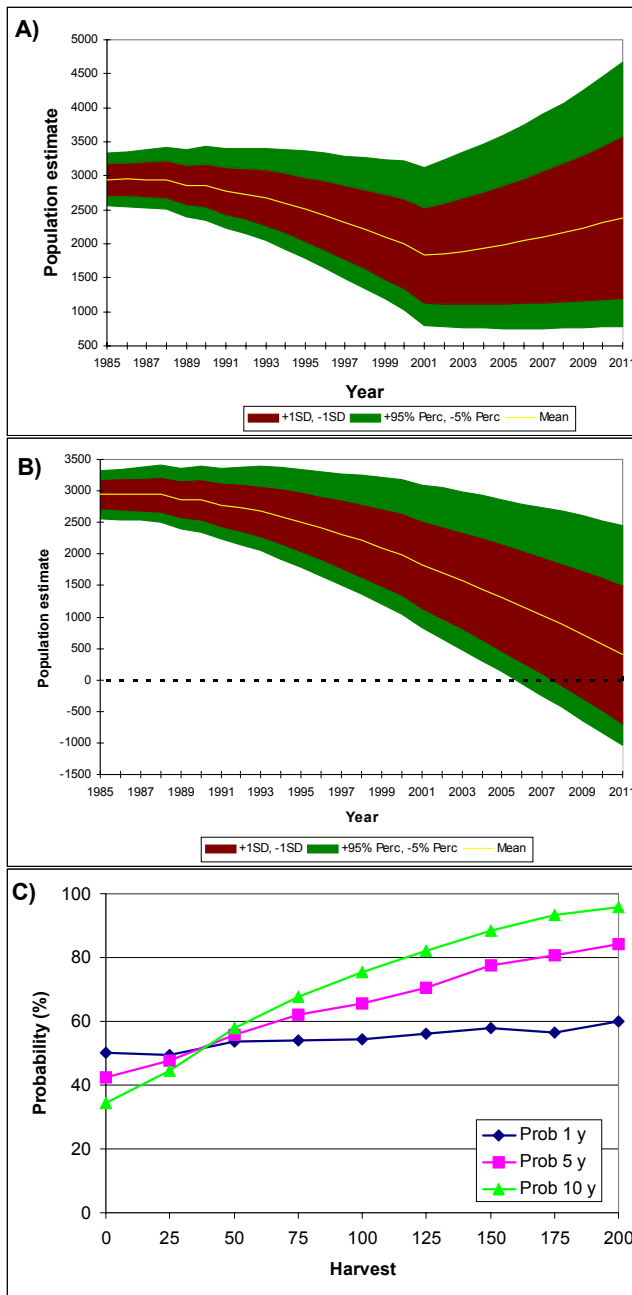 A)
5000
4500
4000
3500
3000
2500
2000
1500
1000
500
Population estimate
1985 1987 1989 1991 1993 1995 1997 1999 2001 2003 2005 2007 2009 2011
Year
+1SD, -1SD +95% Perc, -5% Perc Mean
B)
3500
3000
2500
2000
1500
1000
500
0
-500
-1000
-1500
Population estimate
1985 1987 1989 1991 1993 1995 1997 1999 2001 2003 2005 2007 2009 2011
Year
+1SD, -1SD +95% Perc, -5% Perc Mean
C)
100
80
60
40
20
0
Probability (%)
Prob 1 y
Prob 5 y
Prob 10 y
0 25 50 75 100 125 150 175 200
Harvest